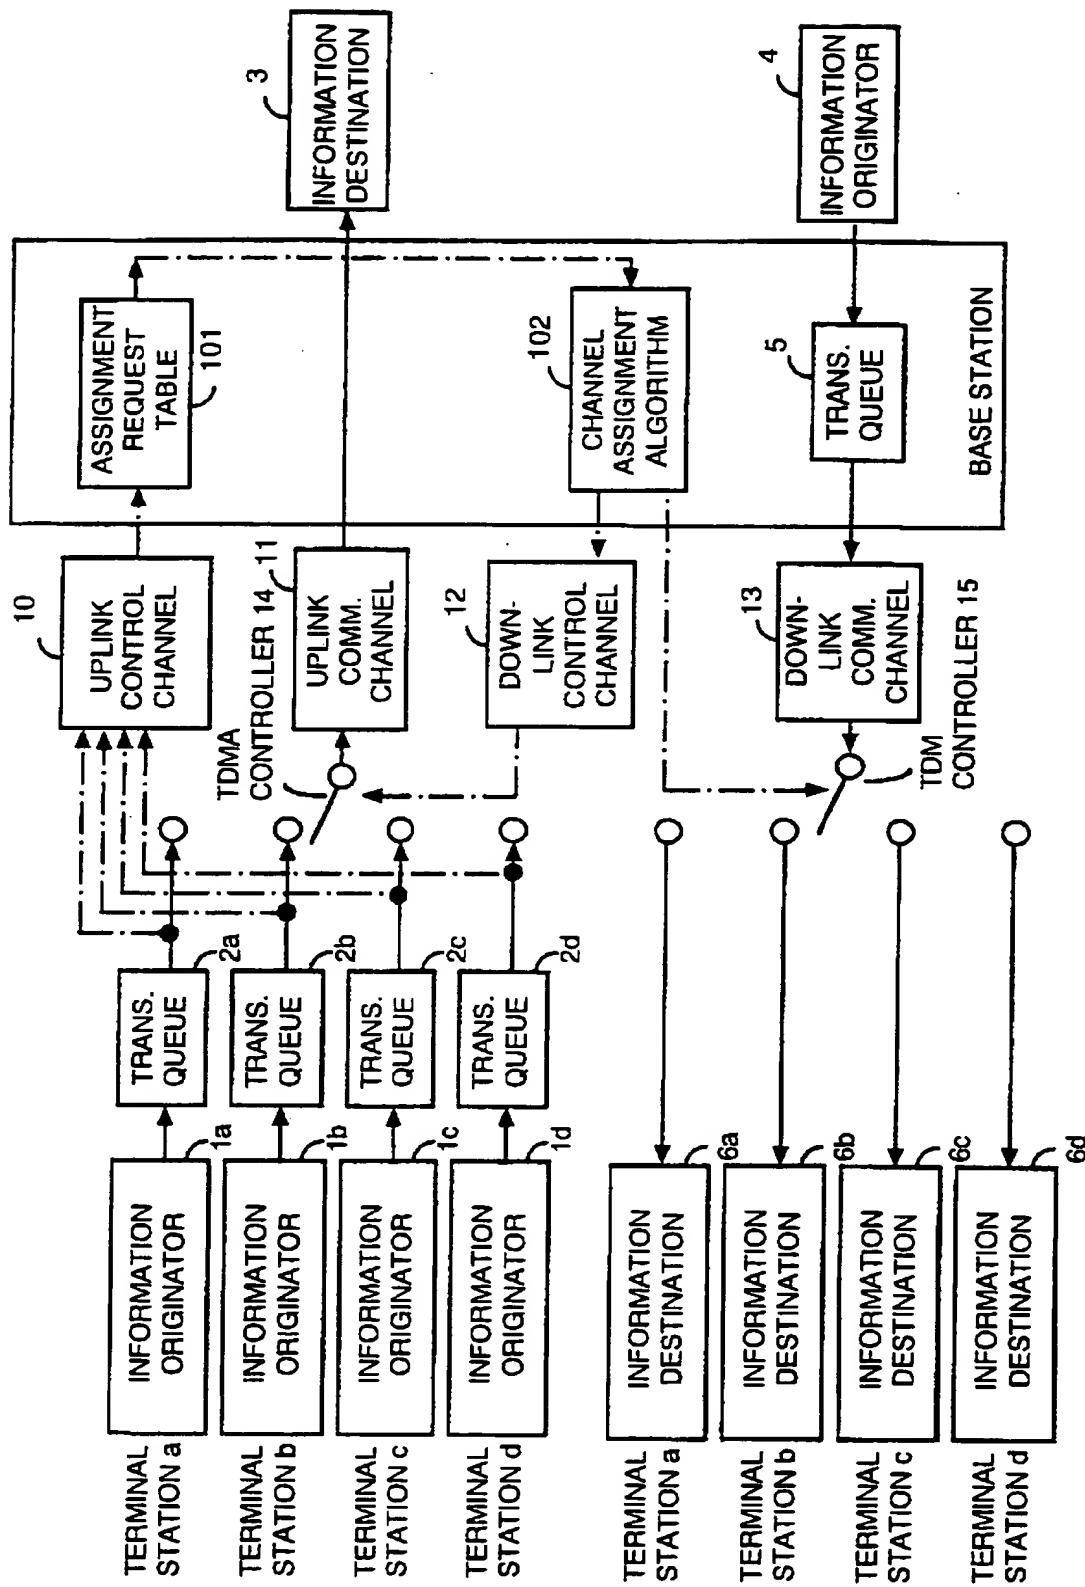 TERMINAL
STATION a
INFORMATION
ORIGINATOR
1a
TRANS.
QUEUE
2a
TERMINAL
STATION b
INFORMATION
ORIGINATOR
1b
TRANS.
QUEUE
2b
TERMINAL
STATION c
INFORMATION
ORIGINATOR
1c
TRANS.
QUEUE
2c
TERMINAL
STATION d
INFORMATION
ORIGINATOR
1d
TRANS.
QUEUE
2d
10
UPLINK
CONTROL
CHANNEL
ASSIGNMENT
REQUEST
TABLE
101
TDMA
CONTROLLER 14
11
UPLINK
COMM.
CHANNEL
3
INFORMATION
DESTINATION
12
DOWN-
LINK
CONTROL
CHANNEL
102
CHANNEL
ASSIGNMENT
ALGORITHM
13
DOWN-
LINK
COMM.
CHANNEL
TDM
CONTROLLER 15
5
TRANS.
QUEUE
BASE STATION
4
INFORMATION
ORIGINATOR
TERMINAL
STATION a
INFORMATION
DESTINATION
6a
TERMINAL
STATION b
INFORMATION
DESTINATION
6b
TERMINAL
STATION c
INFORMATION
DESTINATION
6c
TERMINAL
STATION d
INFORMATION
DESTINATION
6d